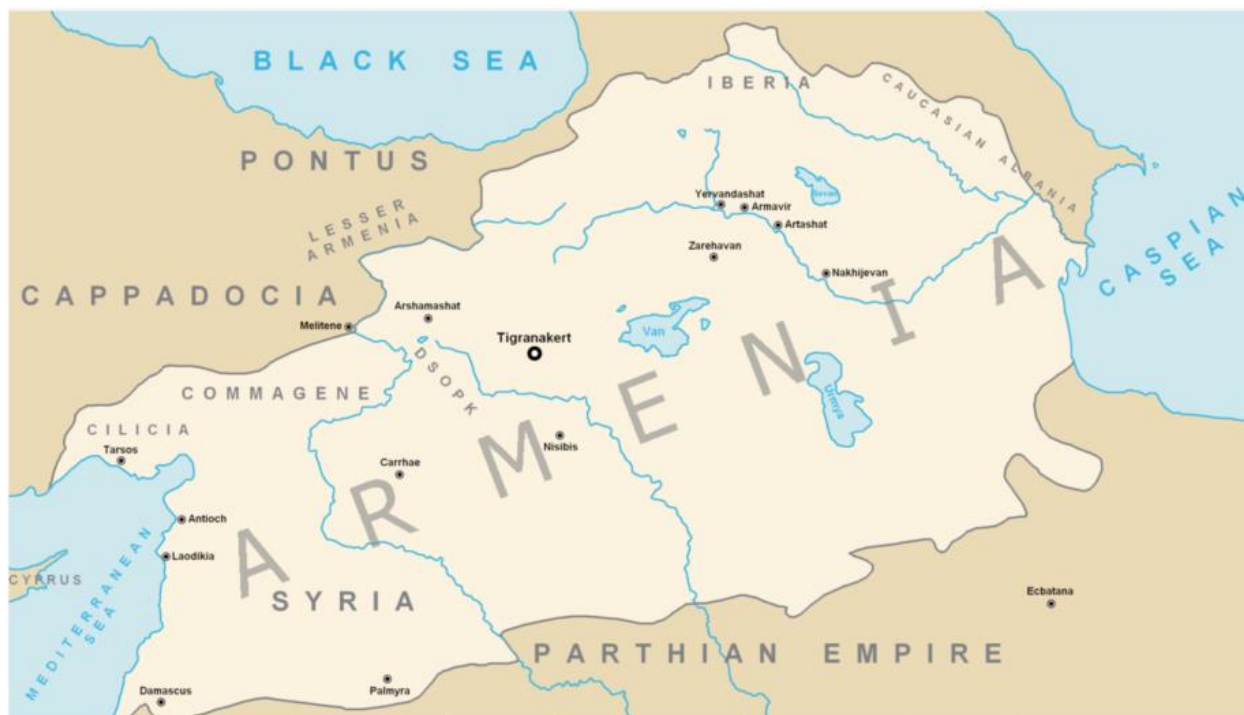 BLACK SEA
IBERIA
CAUCASIAN ALBANIA
PONTUS
LESSER
ARMENIA
Yervandashat
Armavir
Sevan
Artashat
CASPIAN
SEA
Zarehavan
Nakhijevan
CAPPADOCIA
Melitene
Arshamashat
Tigranakert
Van
Urmya
DSOPK
COMMAGENE
CILICIA
Tarsos
Carrhae
Nisibis
ARMENIA
Antioch
Laodikia
CYPRUS
MEDITERRANEAN
SEA
SYRIA
Ecbatana
PARTHIAN EMPIRE
Damascus
Palmyra